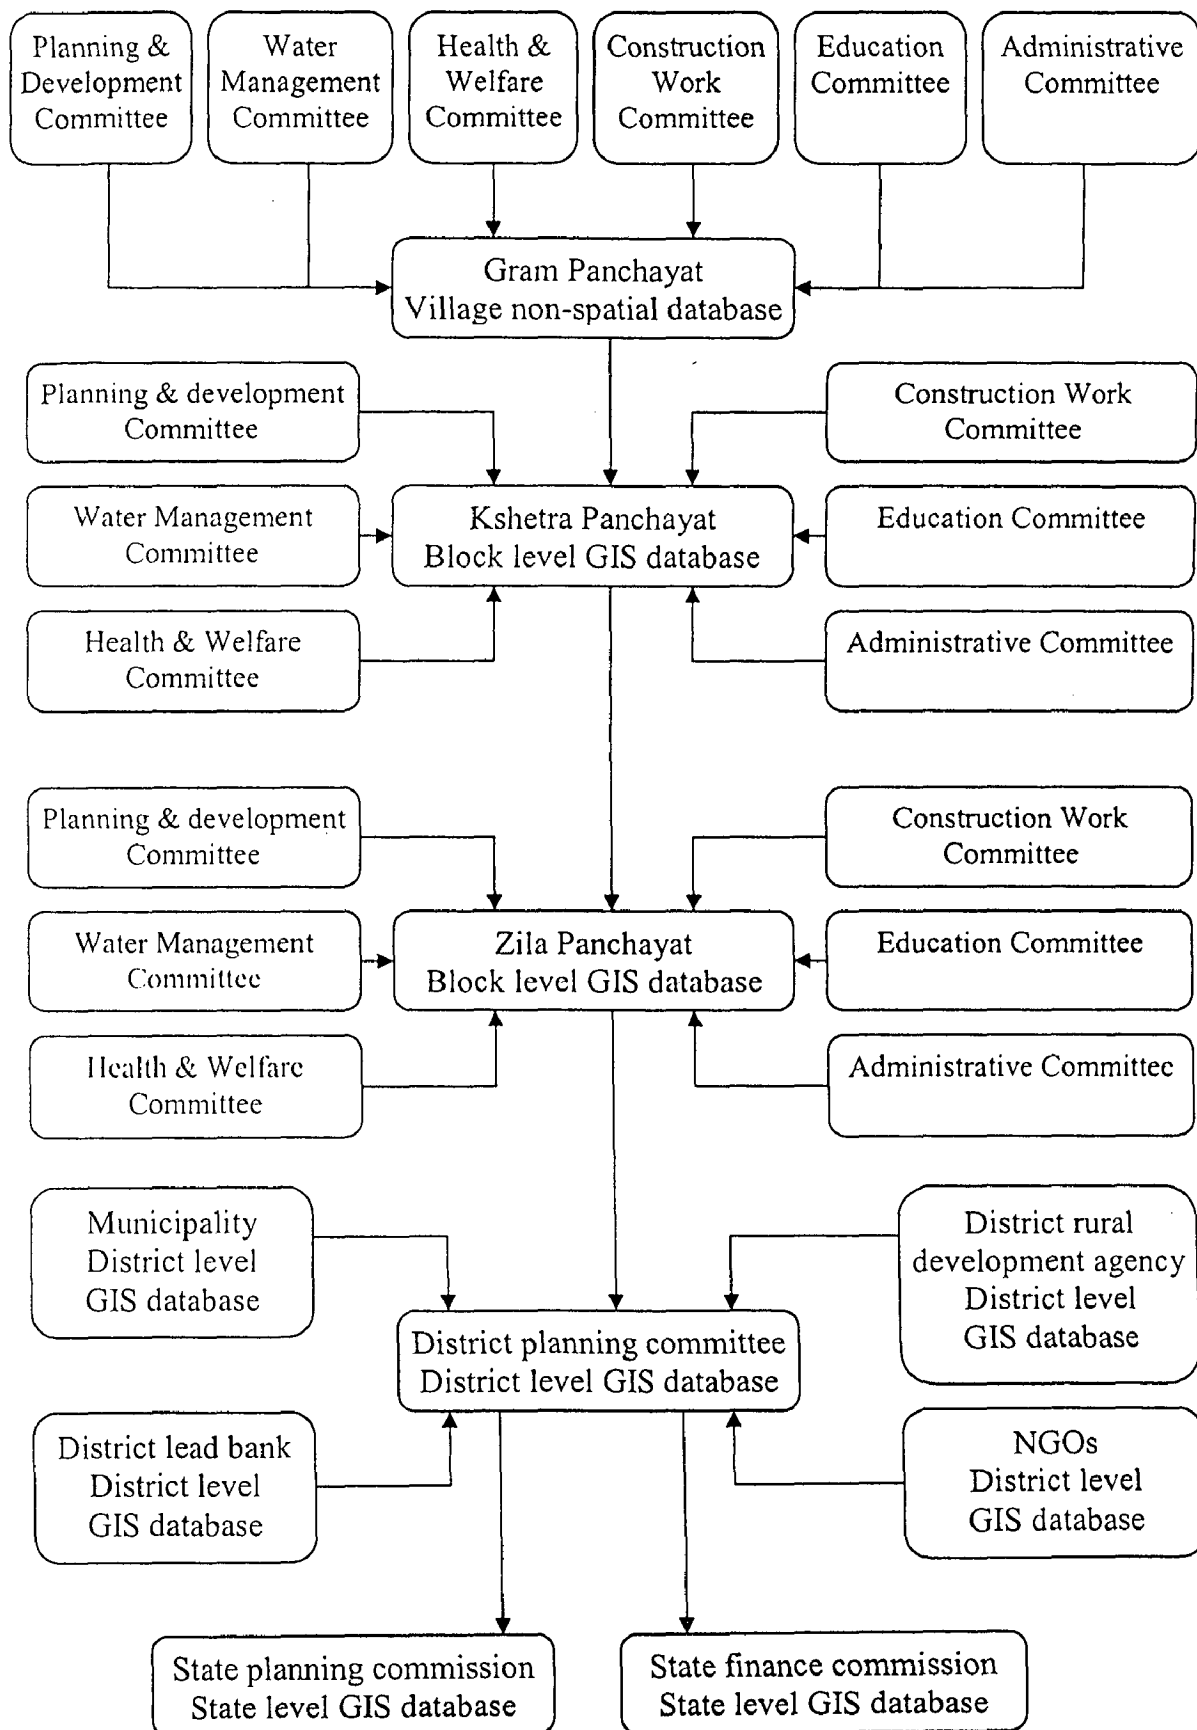 Planning &
Development
Committee
Water
Management
Committee
Health &
Welfare
Committee
Construction
Work
Committee
Education
Committee
Administrative
Committee
Gram Panchayat
Village non-spatial database
Planning & development
Committee
Construction Work
Committee
Water Management
Committee
Kshetra Panchayat
Block level GIS database
Education Committee
Health & Welfare
Committee
Administrative Committee
Planning & development
Committee
Construction Work
Committee
Water Management
Committee
Zila Panchayat
Block level GIS database
Education Committee
Health & Welfare
Committee
Administrative Committee
Municipality
District level
GIS database
District rural
development agency
District level
GIS database
District planning committee
District level GIS database
District lead bank
District level
GIS database
NGOs
District level
GIS database
State planning commission
State level GIS database
State finance commission
State level GIS database